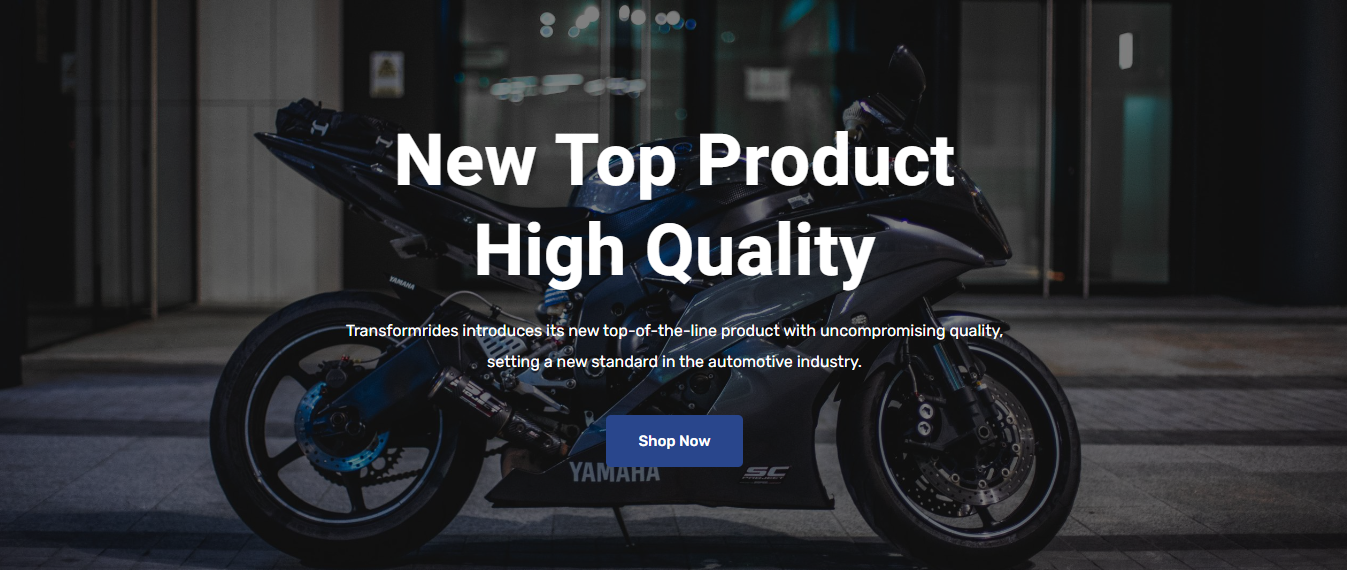 New Top Product
High Quality
YAMAHA
Transformrides introduces its new top-of-the-line product with uncompromising quality,
setting a new standard in the automotive industry.
Shop Now
YAMAHA
SC
PROJECT